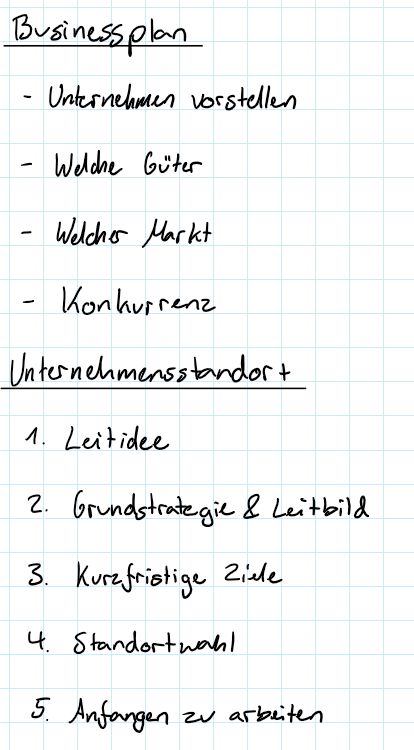 Businessplan
- Unternehmen vorstellen
- Welche Güter
- Welcher Markt
- Konkurrenz
Unternehmensstandort
1. Leitidee
2. Grundstrategie & Leitbild
3. Kurzfristige Ziele
4. Standortwahl
5. Anfangen zu arbeiten